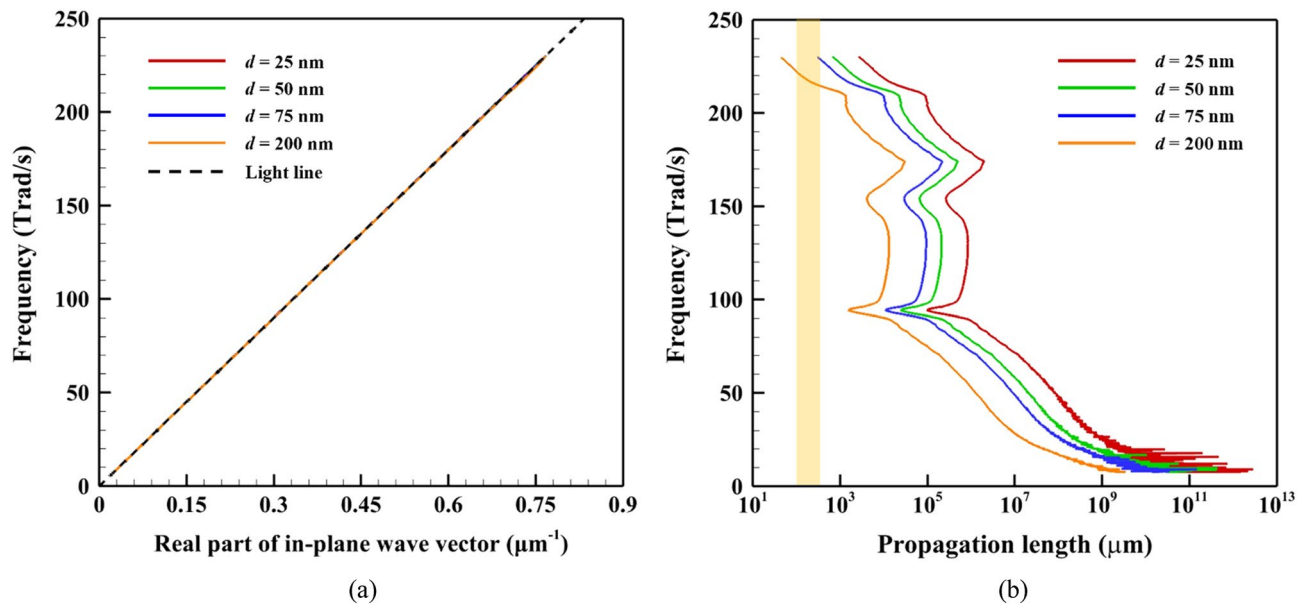 250
200
150
100
50
0
Frequency (Trad/s)
d = 25 nm
d = 50 nm
d = 75 nm
d = 200 nm
Light line
0 0.15 0.3 0.45 0.6 0.75 0.9
Real part of in-plane wave vector (μm⁻¹)
(a)
250
200
150
100
50
0
Frequency (Trad/s)
d = 25 nm
d = 50 nm
d = 75 nm
d = 200 nm
10¹ 10³ 10⁵ 10⁷ 10⁹ 10¹¹ 10¹³
Propagation length (μm)
(b)